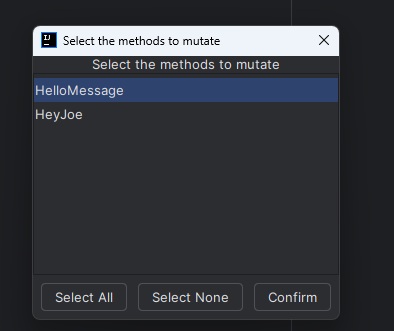 Select the methods to mutate
Select the methods to mutate
HelloMessage
HeyJoe
Select All
Select None
Confirm